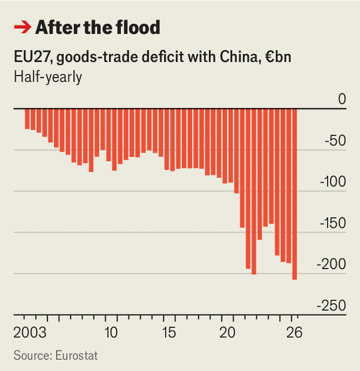 → After the flood
EU27, goods-trade deficit with China, €bn
Half-yearly
0
-50
-100
-150
-200
-250
2003 10 15 20 26
Source: Eurostat